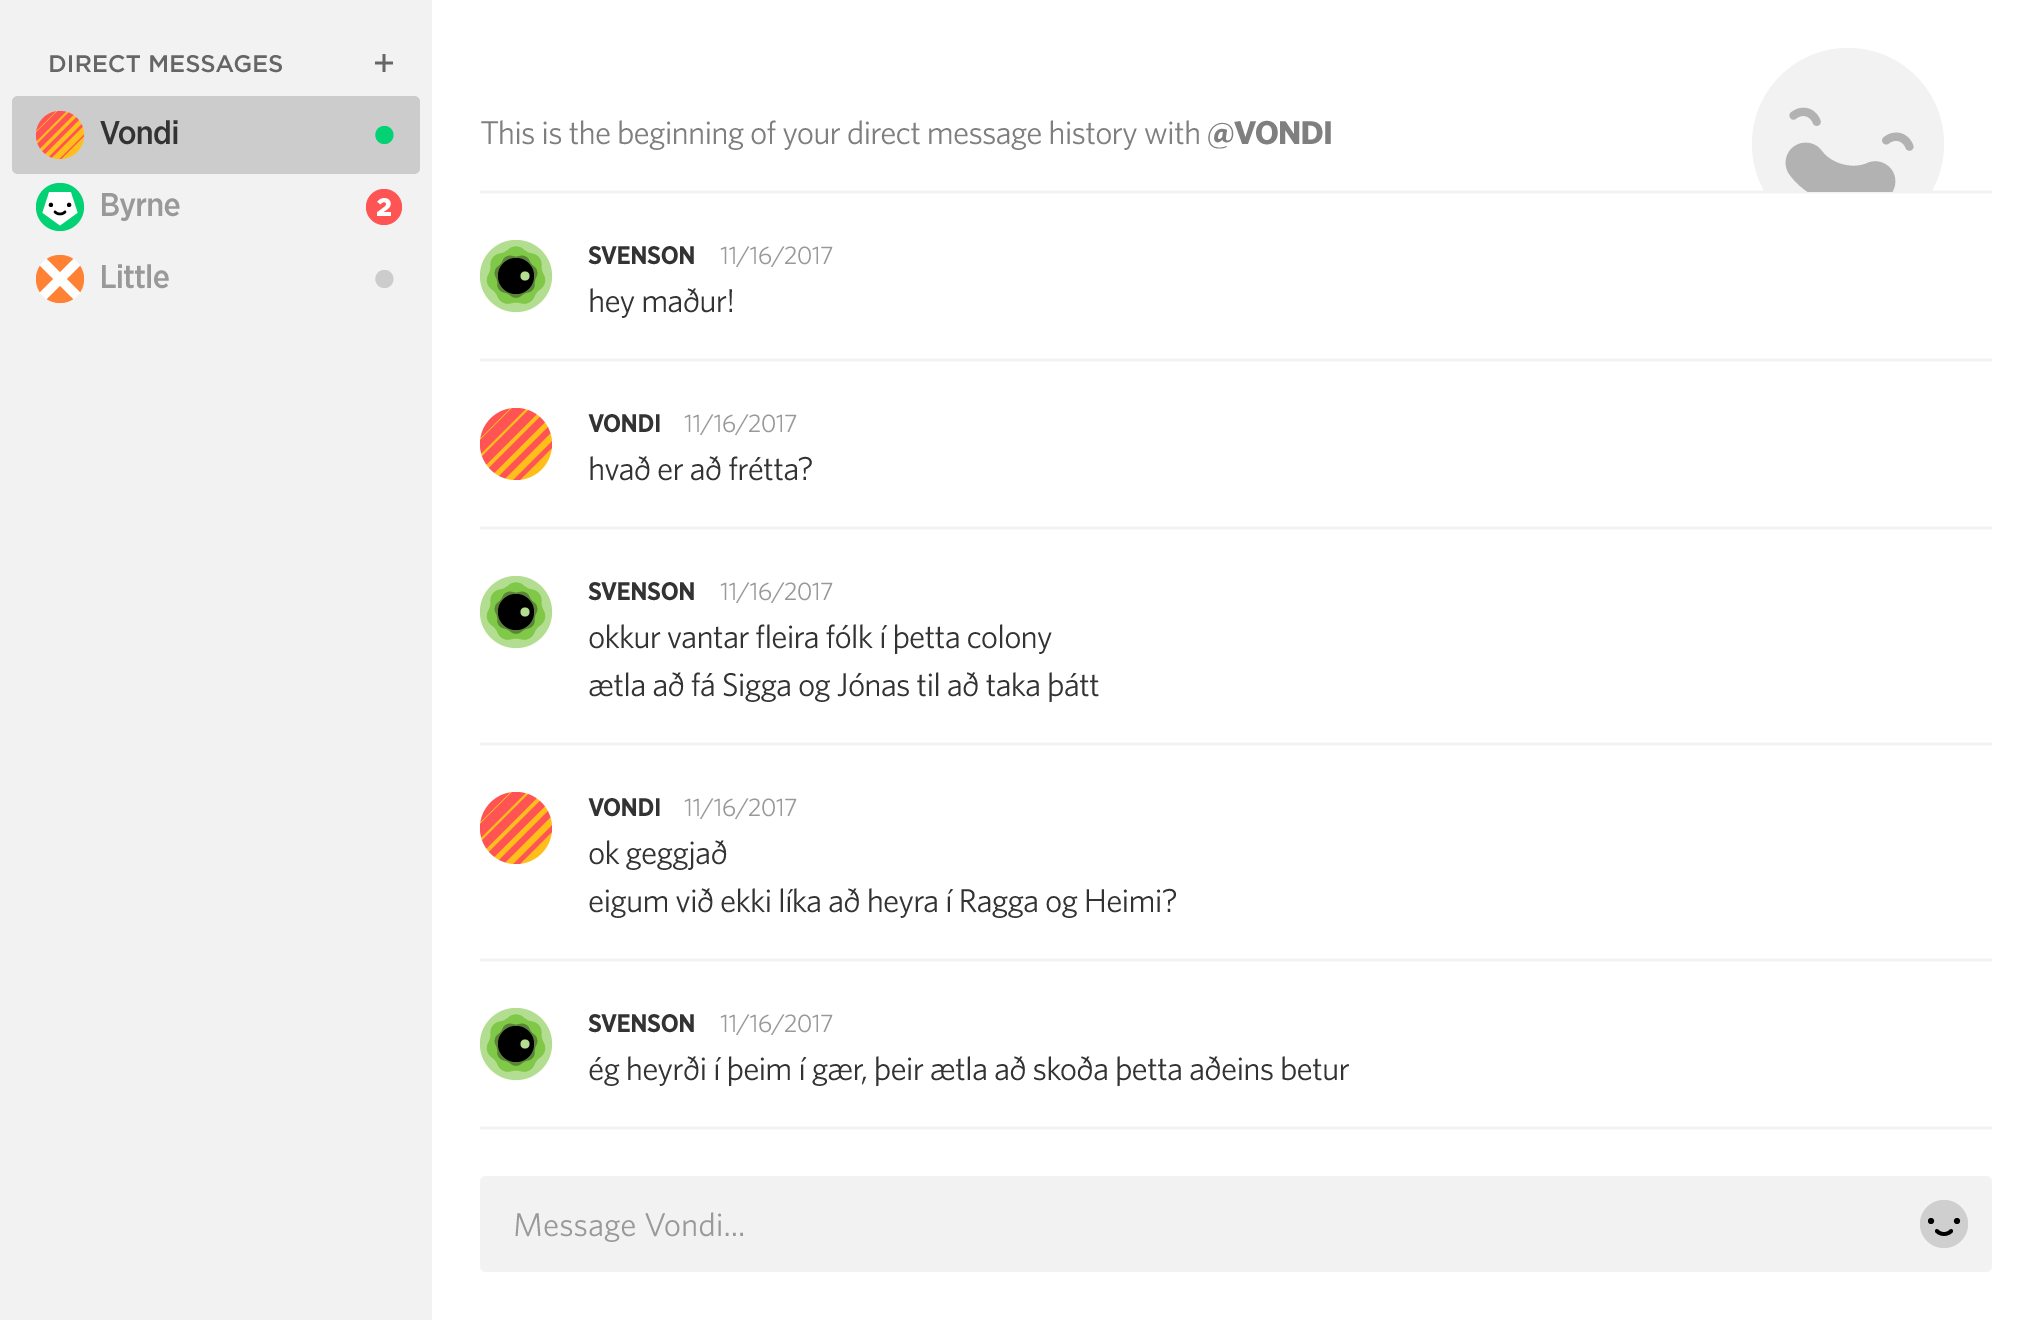 DIRECT MESSAGES +
Vondi
Byrne 2
Little
This is the beginning of your direct message history with @VONDI
SVENSON 11/16/2017
hey maður!
VONDI 11/16/2017
hvað er að frétta?
SVENSON 11/16/2017
okkur vantar fleira fólk í þetta colony
ætla að fá Sigga og Jónas til að taka þátt
VONDI 11/16/2017
ok geggjað
eigum við ekki líka að heyra í Ragga og Heimi?
SVENSON 11/16/2017
ég heyrði í þeim í gær, þeir ætla að skoða þetta aðeins betur
Message Vondi...